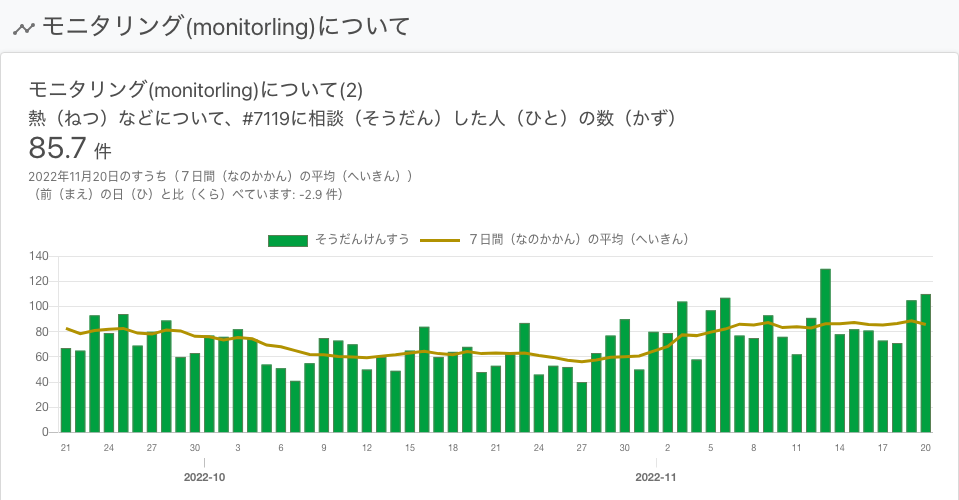 モニタリング(monitorling)について
モニタリング(monitorling)について(2)
熱（ねつ）などについて、#7119に相談（そうだん）した人（ひと）の数（かず）
85.7 件
2022年11月20日のすうち（７日間（なのかかん）の平均（へいきん））
（前（まえ）の日（ひ）と比（くら）べています: -2.9 件）
そうだんけんすう ７日間（なのかかん）の平均（へいきん）
140
120
100
80
60
40
20
0
21 24 27 30 3 6 9 12 15 18 21 24 27 30 2 5 8 11 14 17 20
2022-10 2022-11